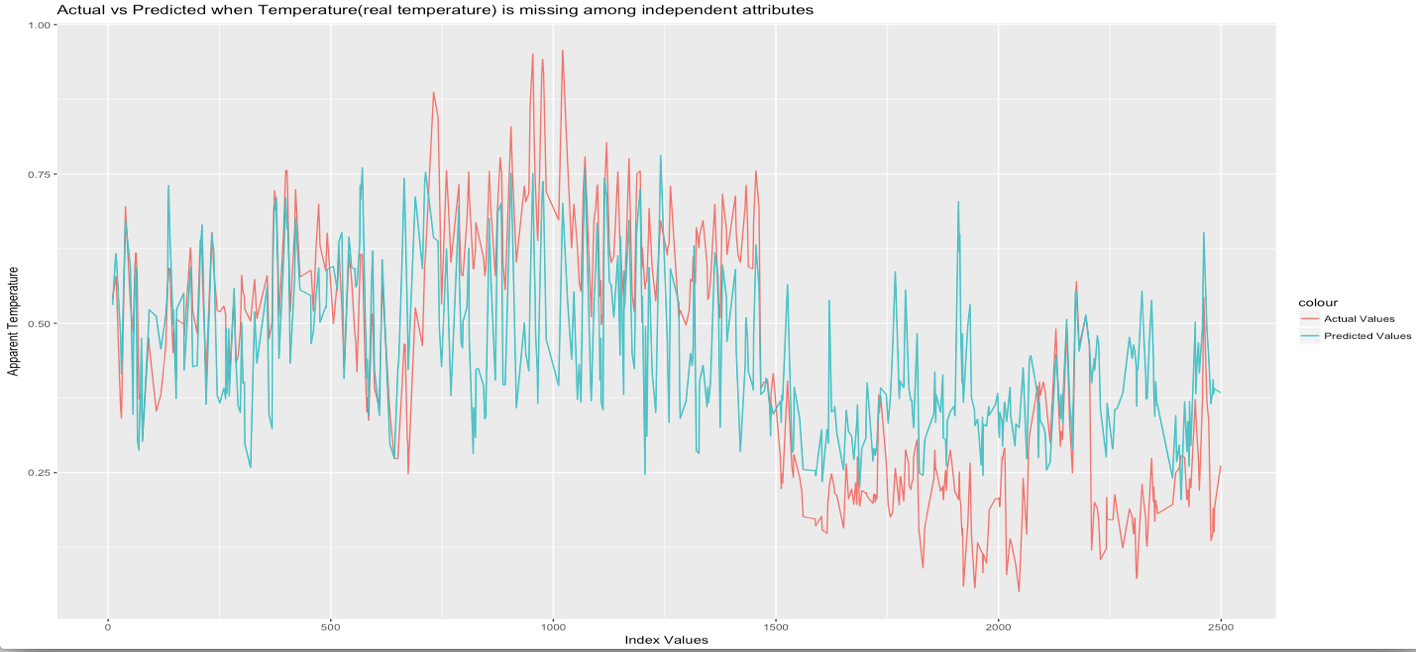 Actual vs Predicted when Temperature(real temperature) is missing among independent attributes
1.00
0.75
0.50
0.25
Apparent Temperature
0
500
1000
1500
2000
2500
Index Values
colour
Actual Values
Predicted Values